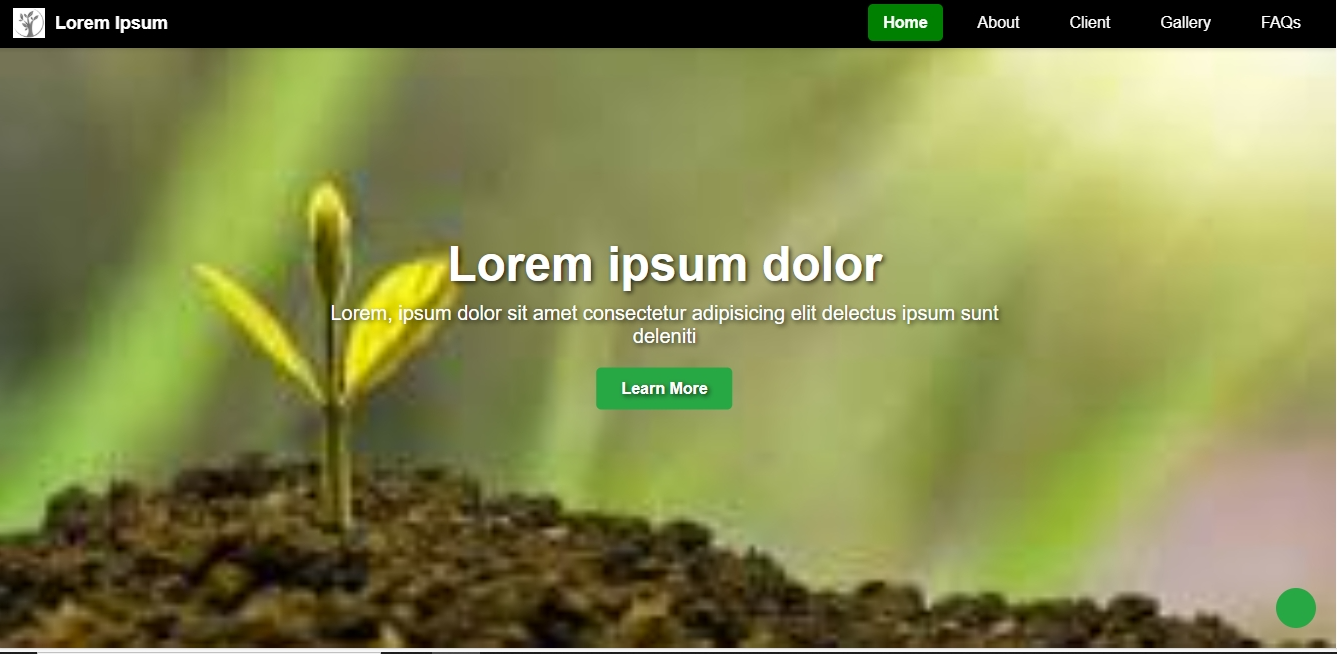 Lorem Ipsum
Home
About
Client
Gallery
FAQs
Lorem ipsum dolor
Lorem, ipsum dolor sit amet consectetur adipisicing elit delectus ipsum sunt
deleniti
Learn More